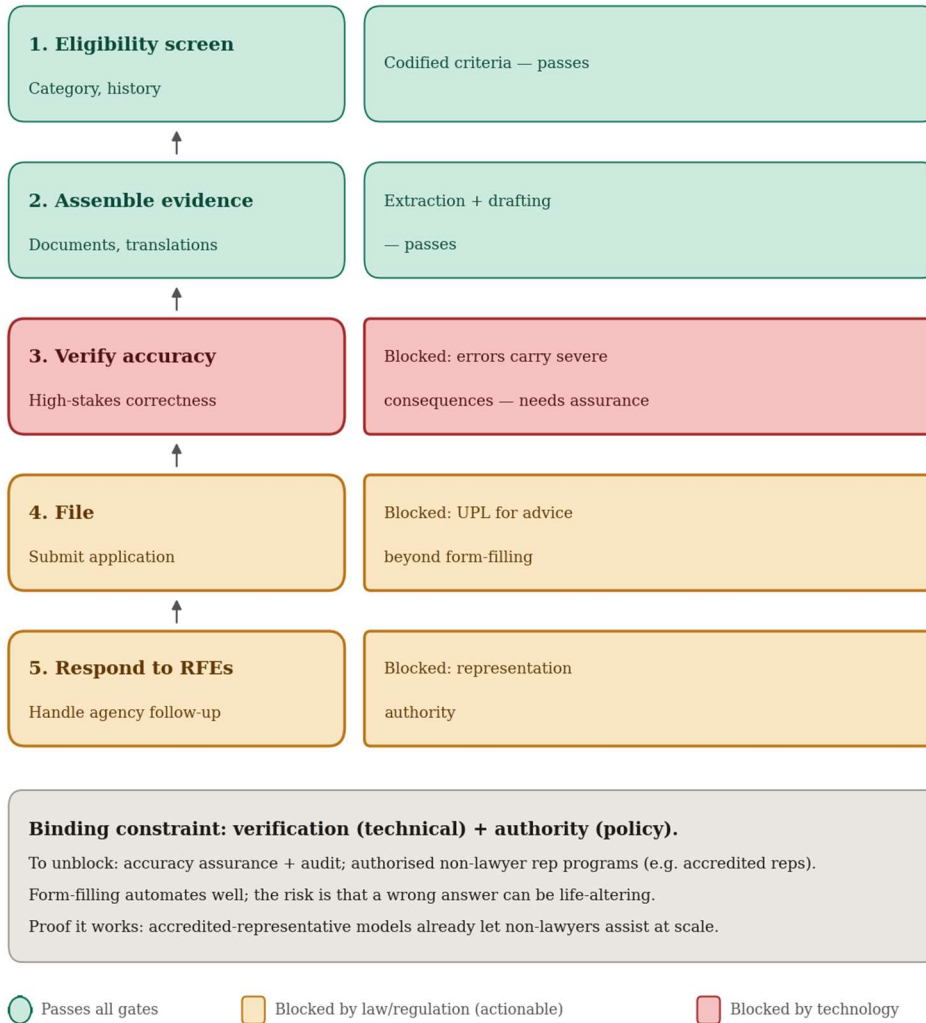 1. Eligibility screen
Category, history
Codified criteria — passes
2. Assemble evidence
Documents, translations
Extraction + drafting
— passes
3. Verify accuracy
High-stakes correctness
Blocked: errors carry severe
consequences — needs assurance
4. File
Submit application
Blocked: UPL for advice
beyond form-filling
5. Respond to RFEs
Handle agency follow-up
Blocked: representation
authority
Binding constraint: verification (technical) + authority (policy).
To unblock: accuracy assurance + audit; authorised non-lawyer rep programs (e.g. accredited reps).
Form-filling automates well; the risk is that a wrong answer can be life-altering.
Proof it works: accredited-representative models already let non-lawyers assist at scale.
Passes all gates
Blocked by law/regulation (actionable)
Blocked by technology